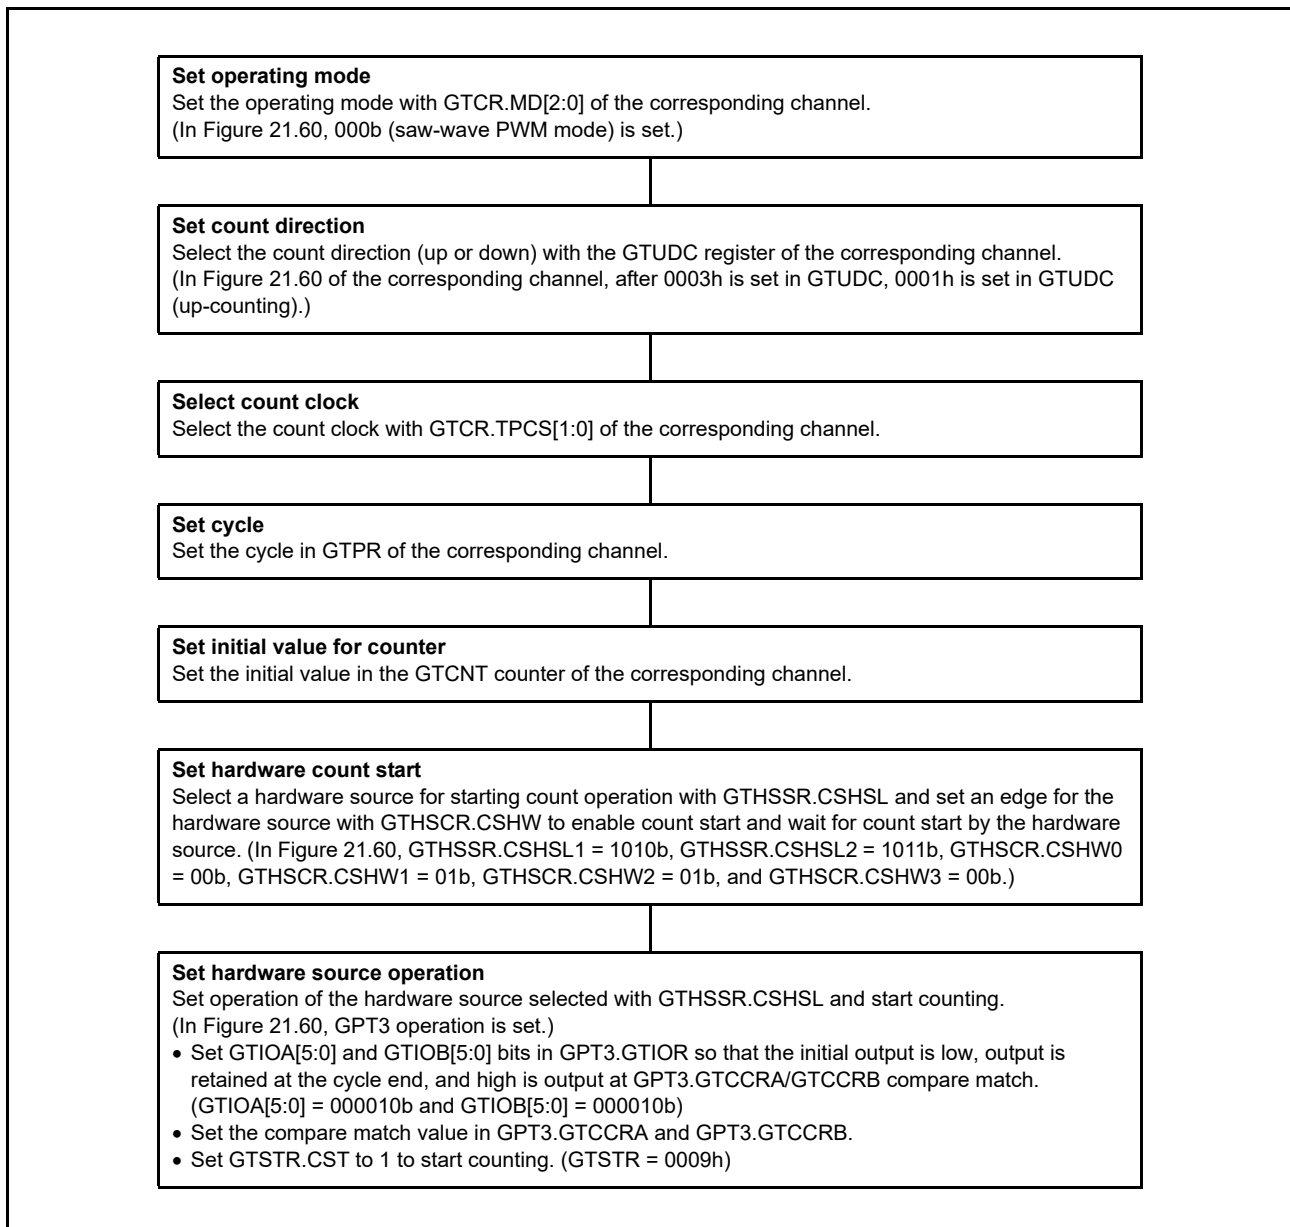 Set operating mode
Set the operating mode with GTCR.MD[2:0] of the corresponding channel.
(In Figure 21.60, 000b (saw-wave PWM mode) is set.)
Set count direction
Select the count direction (up or down) with the GTUDC register of the corresponding channel.
(In Figure 21.60 of the corresponding channel, after 0003h is set in GTUDC, 0001h is set in GTUDC
(up-counting).)
Select count clock
Select the count clock with GTCR.TPCS[1:0] of the corresponding channel.
Set cycle
Set the cycle in GTPR of the corresponding channel.
Set initial value for counter
Set the initial value in the GTCNT counter of the corresponding channel.
Set hardware count start
Select a hardware source for starting count operation with GTHSSR.CSHSL and set an edge for the
hardware source with GTHSCR.CSHW to enable count start and wait for count start by the hardware
source. (In Figure 21.60, GTHSSR.CSHSL1 = 1010b, GTHSSR.CSHSL2 = 1011b, GTHSCR.CSHW0
= 00b, GTHSCR.CSHW1 = 01b, GTHSCR.CSHW2 = 01b, and GTHSCR.CSHW3 = 00b.)
Set hardware source operation
Set operation of the hardware source selected with GTHSSR.CSHSL and start counting.
(In Figure 21.60, GPT3 operation is set.)
• Set GTIOA[5:0] and GTIOB[5:0] bits in GPT3.GTIOR so that the initial output is low, output is
retained at the cycle end, and high is output at GPT3.GTCCRA/GTCCRB compare match.
(GTIOA[5:0] = 000010b and GTIOB[5:0] = 000010b)
• Set the compare match value in GPT3.GTCCRA and GPT3.GTCCRB.
• Set GTSTR.CST to 1 to start counting. (GTSTR = 0009h)